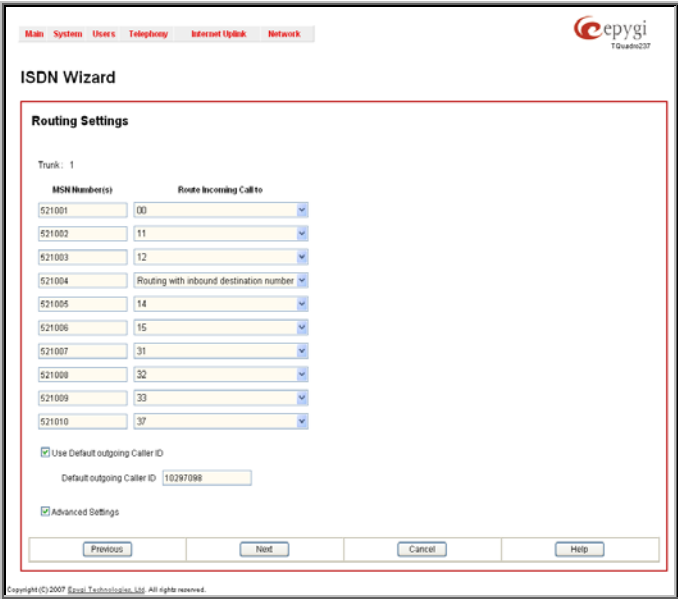 Main System Users Telephony Internet Uplink Network
epygi
TQuadro237
ISDN Wizard
Routing Settings
Trunk: 1
MSN Number(s) Route Incoming Call to
521001 00
521002 11
521003 12
521004 Routing with inbound destination number
521005 14
521006 15
521007 31
521008 32
521009 33
521010 37
Use Default outgoing Caller ID
Default outgoing Caller ID 10297098
Advanced Settings
Previous Next Cancel Help
Copyright (C) 2007 Epygi Technologies, Ltd. All rights reserved.